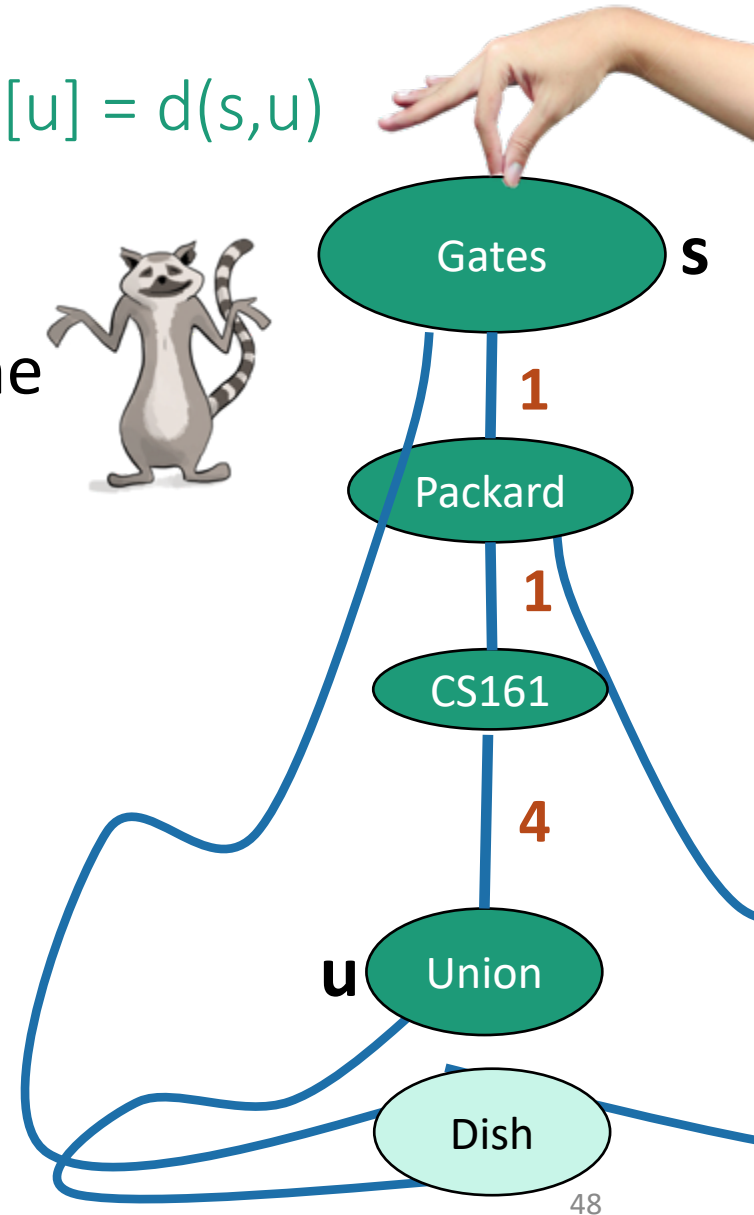 [u] = d(s,u)
Gates
s
1
Packard
1
CS161
4
u
Union
Dish
48